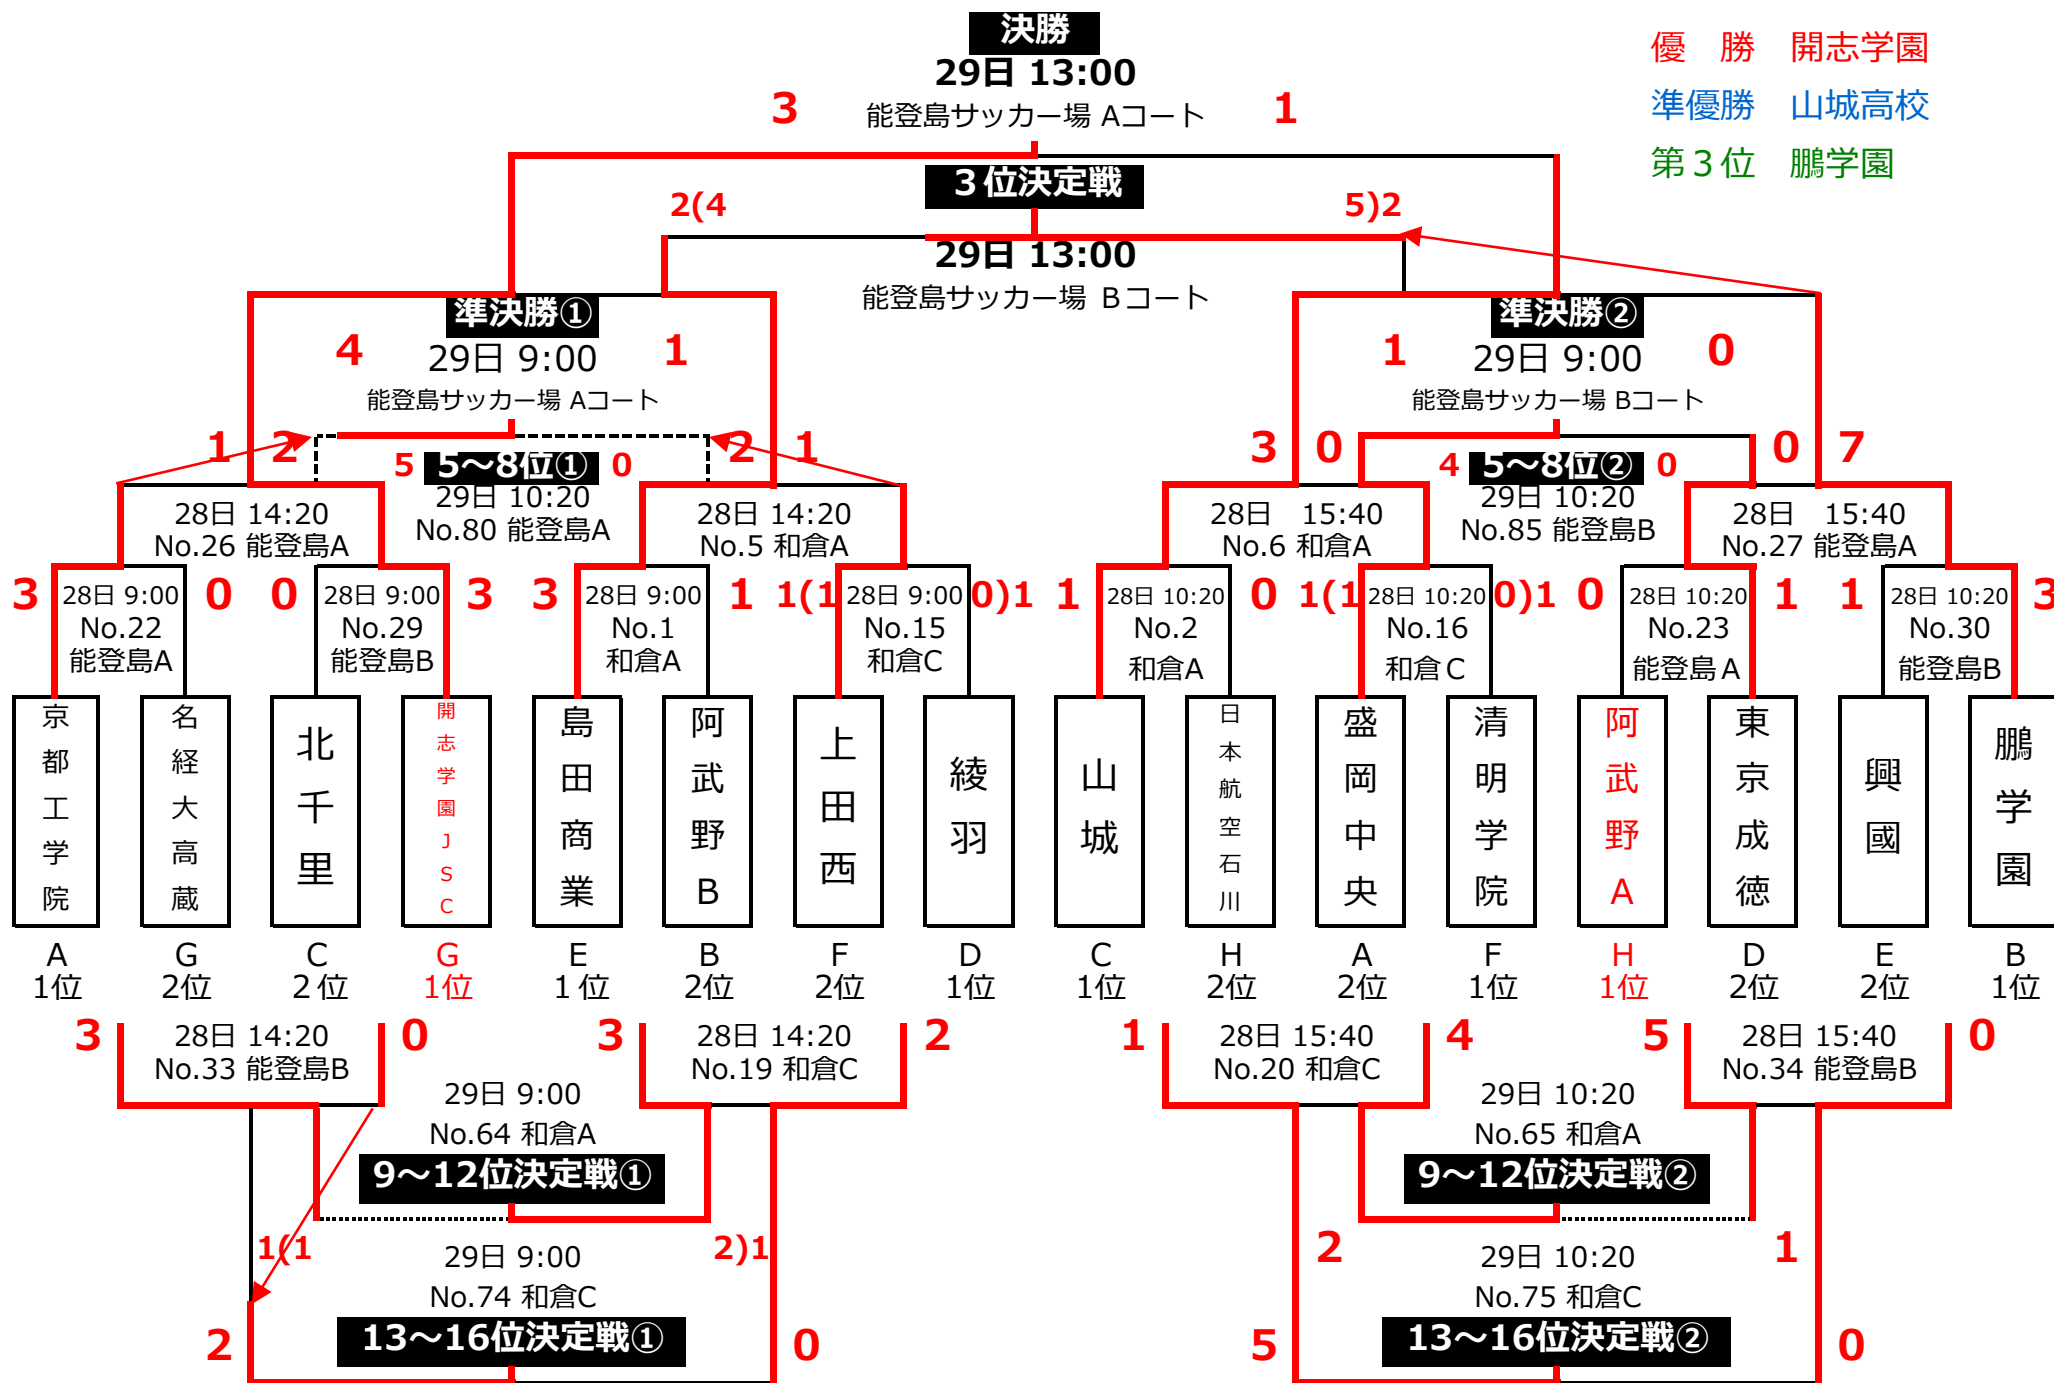 決勝
29日 13:00
能登島サッカー場 Aコート
3
1
優　勝　開志学園
準優勝　山城高校
第３位　鵬学園
３位決定戦
2(4
5)2
29日 13:00
能登島サッカー場 Ｂコート
準決勝①
4
29日 9:00
1
能登島サッカー場 Aコート
準決勝②
1
29日 9:00
0
能登島サッカー場 Bコート
1
2
5
5～8位①
0
2
1
29日 10:20
No.80 能登島A
3
0
4
5～8位②
0
0
7
29日 10:20
No.85 能登島B
28日 14:20
No.26 能登島A
28日 14:20
No.5 和倉A
28日　15:40
No.6 和倉A
28日　15:40
No.27 能登島A
3
28日 9:00
0
No.22
能登島A
0
28日 9:00
3
No.29
能登島B
3
28日 9:00
1
No.1
和倉A
1(1
28日 9:00
0)1
No.15
和倉C
1
28日 10:20
0
No.2
和倉A
1(1
28日 10:20
0)1
No.16
和倉Ｃ
0
28日 10:20
1
No.23
能登島Ａ
1
28日 10:20
3
No.30
能登島B
京都工学院
名経大高蔵
北千里
開志学園JSC
島田商業
阿武野B
上田西
綾羽
山城
日本航空石川
盛岡中央
清明学院
阿武野A
東京成徳
興國
鵬学園
A G C G E B F D C H A F H D E B
1位 2位 2位 1位 1位 2位 2位 1位 1位 2位 2位 1位 1位 2位 2位 1位
3
28日 14:20
0
No.33 能登島B
3
28日 14:20
2
No.19 和倉C
1
28日 15:40
4
No.20 和倉C
5
28日 15:40
0
No.34 能登島B
29日 9:00
No.64 和倉A
9～12位決定戦①
1(1
2)1
29日 10:20
No.65 和倉A
9～12位決定戦②
2
1
29日 9:00
No.74 和倉C
13～16位決定戦①
2
0
29日 10:20
No.75 和倉C
13～16位決定戦②
5
0